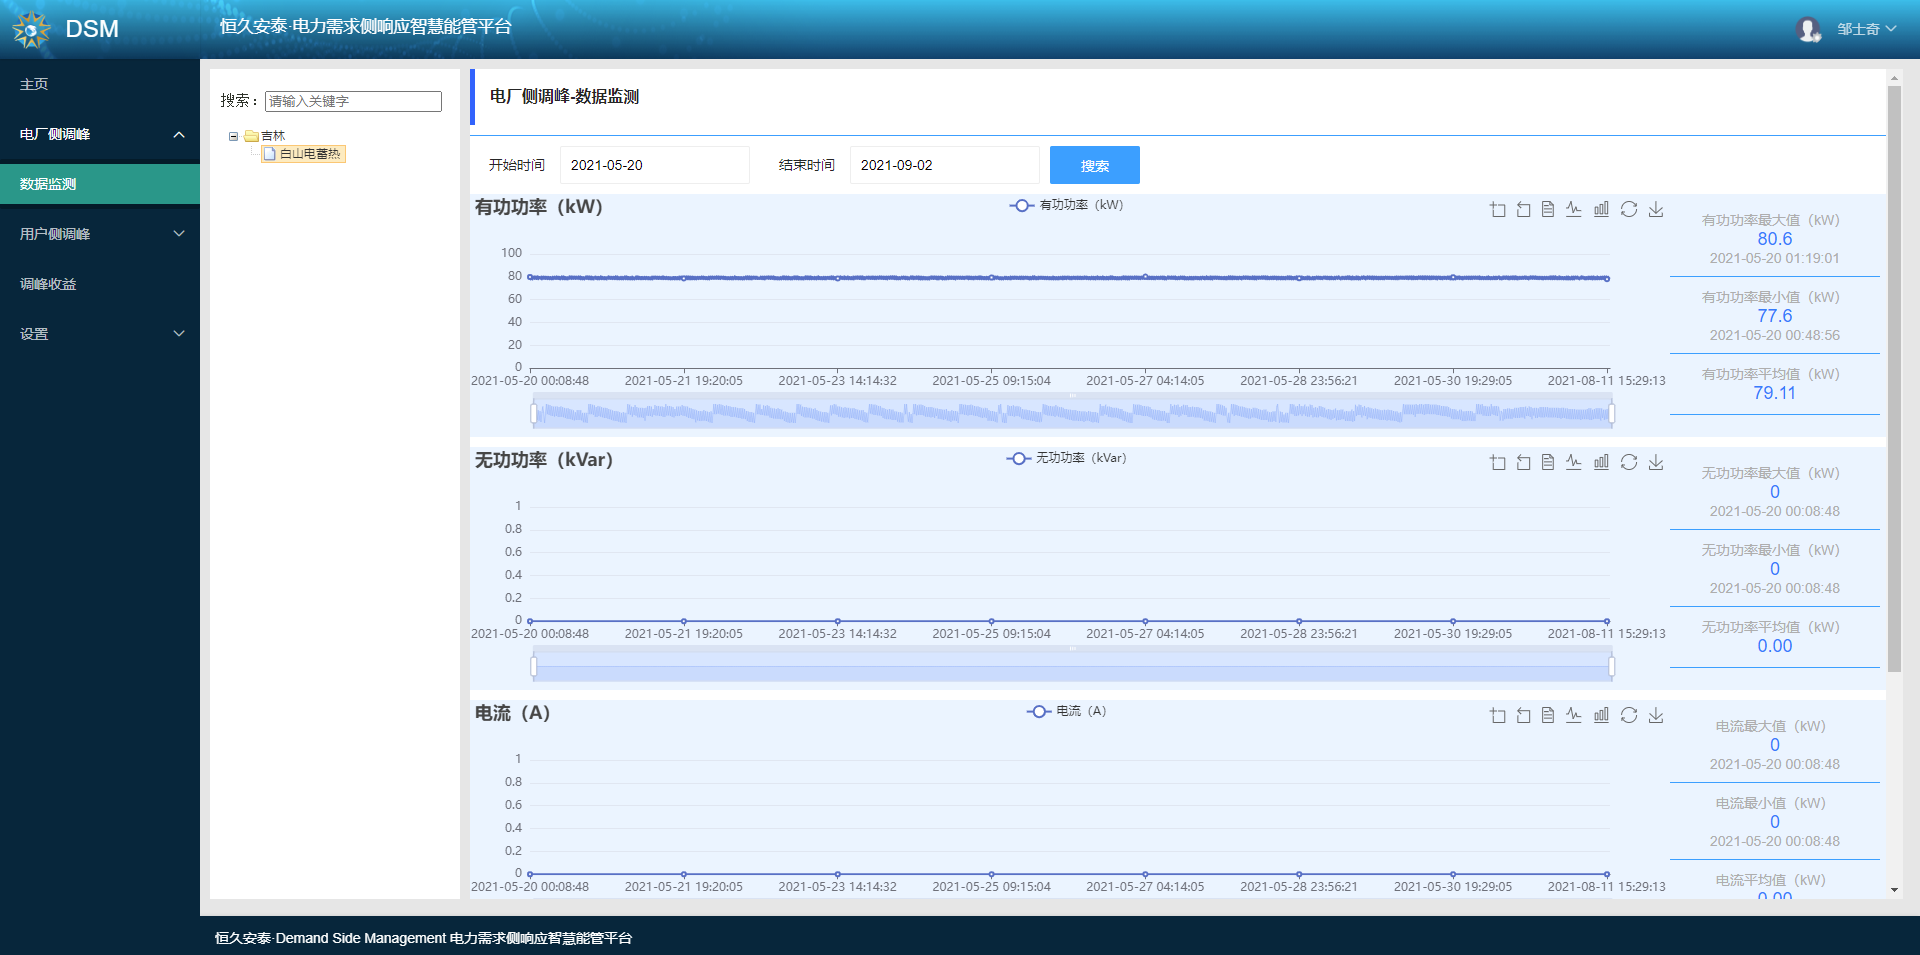 DSM
恒久安泰·电力需求侧响应智慧能管平台
邹士奇
主页
电厂侧调峰
数据监测
用户侧调峰
调峰收益
设置
搜索：
请输入关键字
吉林
白山电蓄热
电厂侧调峰-数据监测
开始时间 2021-05-20 结束时间 2021-09-02 搜索
有功功率（kW）
有功功率（kW）
100
80
60
40
20
0
2021-05-20 00:08:48 2021-05-21 19:20:05 2021-05-23 14:14:32 2021-05-25 09:15:04 2021-05-27 04:14:05 2021-05-28 23:56:21 2021-05-30 19:29:05 2021-08-11 15:29:13
有功功率最大值（kW）
80.6
2021-05-20 01:19:01
有功功率最小值（kW）
77.6
2021-05-20 00:48:56
有功功率平均值（kW）
79.11
无功功率（kVar）
无功功率（kVar）
1
0.8
0.6
0.4
0.2
0
2021-05-20 00:08:48 2021-05-21 19:20:05 2021-05-23 14:14:32 2021-05-25 09:15:04 2021-05-27 04:14:05 2021-05-28 23:56:21 2021-05-30 19:29:05 2021-08-11 15:29:13
无功功率最大值（kW）
0
2021-05-20 00:08:48
无功功率最小值（kW）
0
2021-05-20 00:08:48
无功功率平均值（kW）
0.00
电流（A）
电流（A）
1
0.8
0.6
0.4
0.2
0
2021-05-20 00:08:48 2021-05-21 19:20:05 2021-05-23 14:14:32 2021-05-25 09:15:04 2021-05-27 04:14:05 2021-05-28 23:56:21 2021-05-30 19:29:05 2021-08-11 15:29:13
电流最大值（kW）
0
2021-05-20 00:08:48
电流最小值（kW）
0
2021-05-20 00:08:48
电流平均值（kW）
0.00
恒久安泰·Demand Side Management 电力需求侧响应智慧能管平台